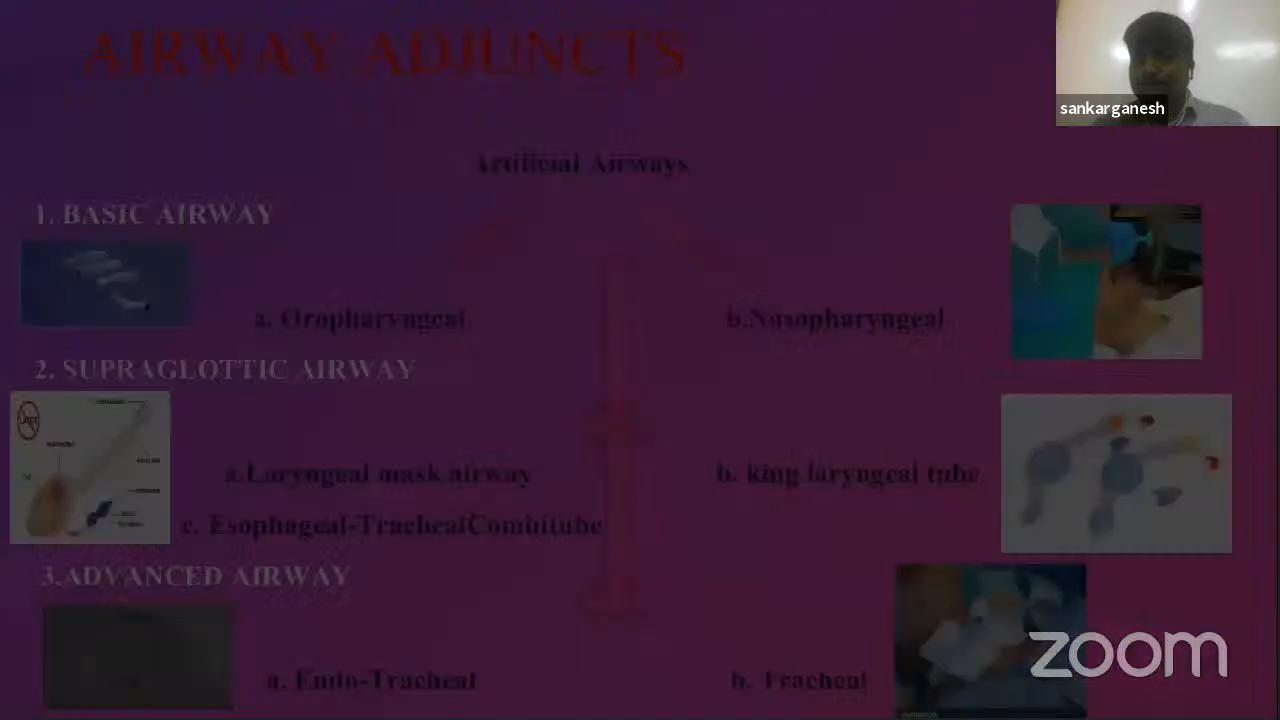 AIRWAY ADJUNCTS
sankarganesh
Artificial Airways
1. BASIC AIRWAY
a. Oropharyngeal
b.Nasopharyngeal
2. SUPRAGLOTTIC AIRWAY
a.Laryngeal mask airway
b. king laryngeal tube
c. Esophageal-TrachealCombitube
3.ADVANCED AIRWAY
a. Endo-Tracheal
b. Tracheal
zoom